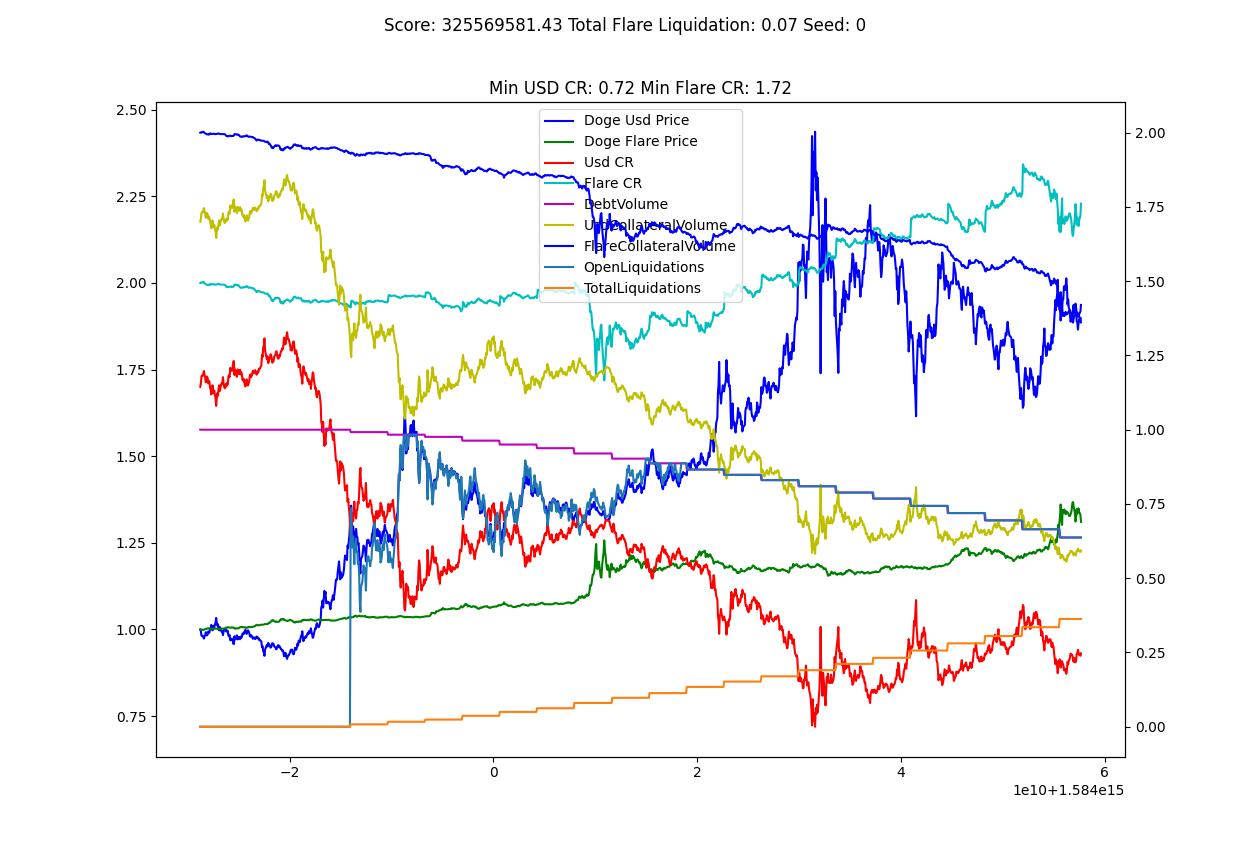 Score: 325569581.43 Total Flare Liquidation: 0.07 Seed: 0
Min USD CR: 0.72 Min Flare CR: 1.72
2.50
2.25
2.00
1.75
1.50
1.25
1.00
0.75
Doge Usd Price
Doge Flare Price
Usd CR
Flare CR
DebtVolume
UsdCollateralVolume
FlareCollateralVolume
OpenLiquidations
TotalLiquidations
2.00
1.75
1.50
1.25
1.00
0.75
0.50
0.25
0.00
−2 0 2 4 6
1e10+1.584e15